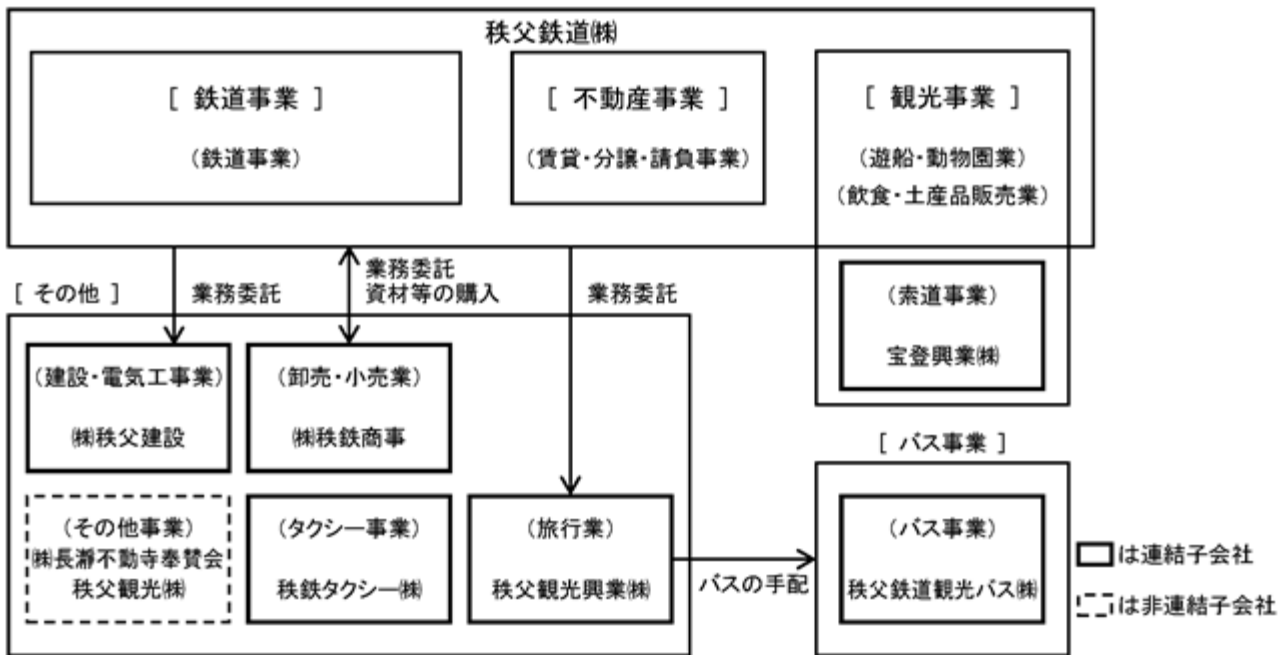 秩父鉄道㈱
[ 鉄道事業 ]
(鉄道事業)
[ 不動産事業 ]
(賃貸・分譲・請負事業)
[ 観光事業 ]
(遊船・動物園業)
(飲食・土産品販売業)
(索道事業)
宝登興業㈱
[ その他 ]
業務委託
業務委託
資材等の購入
業務委託
(建設・電気工事業)
㈱秩父建設
(卸売・小売業)
㈱秩鉄商事
(その他事業)
㈱長瀞不動寺奉賛会
秩父観光㈱
(タクシー事業)
秩鉄タクシー㈱
(旅行業)
秩父観光興業㈱
バスの手配
[ バス事業 ]
(バス事業)
秩父鉄道観光バス㈱
は連結子会社
は非連結子会社